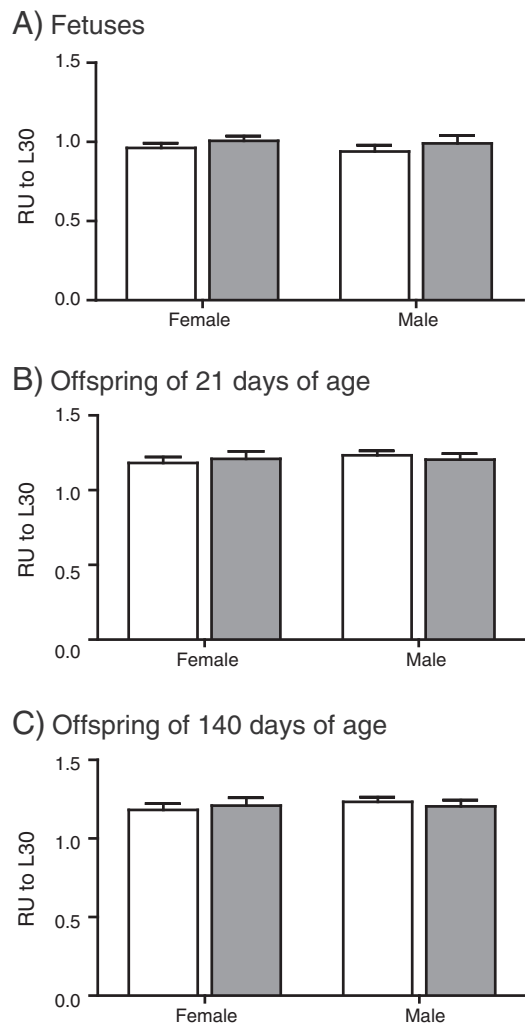 A) Fetuses
1.5
1.0
0.5
0.0
RU to L30
Female Male
B) Offspring of 21 days of age
1.5
1.0
0.5
0.0
RU to L30
Female Male
C) Offspring of 140 days of age
1.5
1.0
0.5
0.0
RU to L30
Female Male